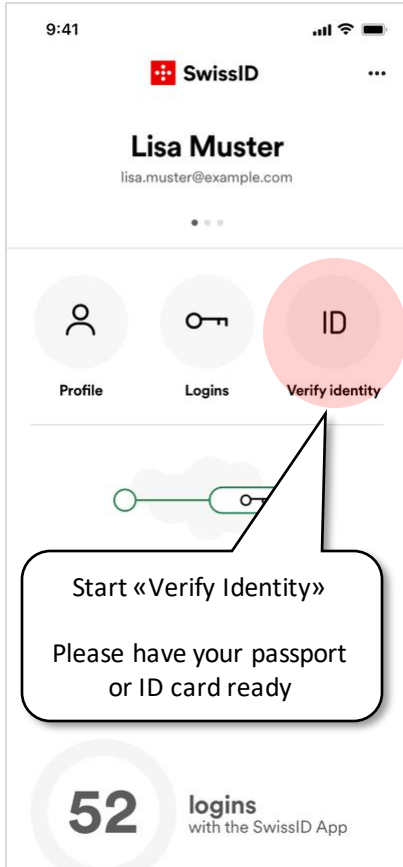 9:41
SwissID
Lisa Muster
lisa.muster@example.com
ID
Profile
Logins
Verify identity
Start «Verify Identity»
Please have your passport
or ID card ready
52
logins
with the SwissID App